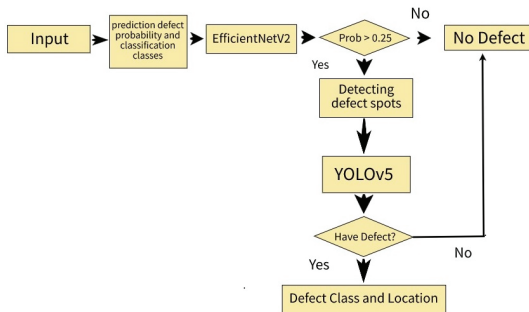 Input
prediction defect
probability and
classification
classes
EfficientNetV2
Prob > 0.25
No
No Defect
Yes
Detecting
defect spots
YOLOv5
Have Defect?
No
Yes
Defect Class and Location